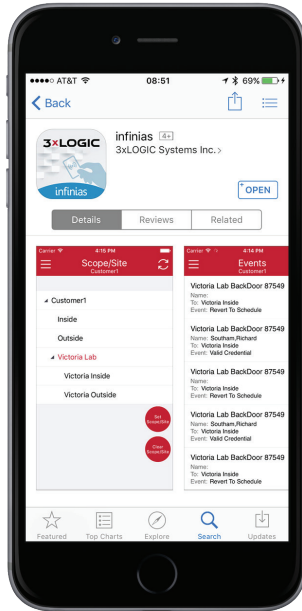 AT&T 08:51 69%
Back
3xLOGIC
infinias
infinias 4+
3xLOGIC Systems Inc. >
+OPEN
Details Reviews Related
Carrier 4:15 PM
Scope/Site
Customer1
Customer1
Inside
Outside
Victoria Lab
Victoria Inside
Victoria Outside
Set
Scope/Site
Clear
Scope/Site
Carrier 4:14 PM
Events
Customer1
Victoria Lab BackDoor 87549
Name:
To: Victoria Inside
Event: Revert To Schedule
Victoria Lab BackDoor 87549
Name: Southam,Richard
To: Victoria Inside
Event: Valid Credential
Victoria Lab BackDoor 87549
Name:
To: Victoria Inside
Event: Revert To Schedule
Victoria Lab BackDoor 87549
Name: Southam,Richard
To: Victoria Inside
Event: Valid Credential
Victoria Lab BackDoor 87549
Name:
To: Victoria Inside
Event: Revert To Schedule
Featured Top Charts Explore Search Updates